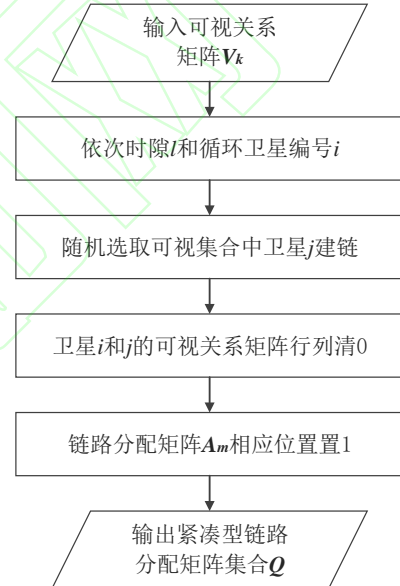 输入可视关系
矩阵Vk
依次时隙l和循环卫星编号i
随机选取可视集合中卫星j建链
卫星i和j的可视关系矩阵行列清0
链路分配矩阵Am相应位置置1
输出紧凑型链路
分配矩阵集合Q